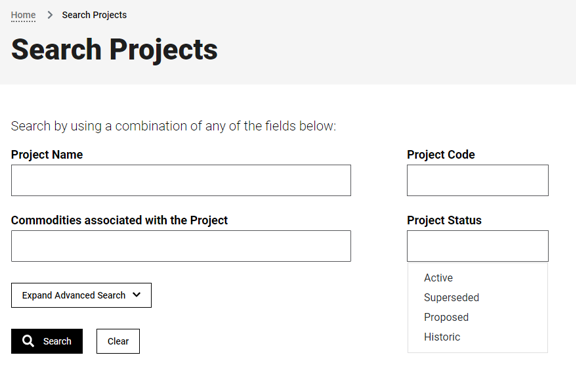 Home > Search Projects
Search Projects
Search by using a combination of any of the fields below:
Project Name
Project Code
Commodities associated with the Project
Project Status
Active
Superseded
Proposed
Historic
Expand Advanced Search
Search
Clear